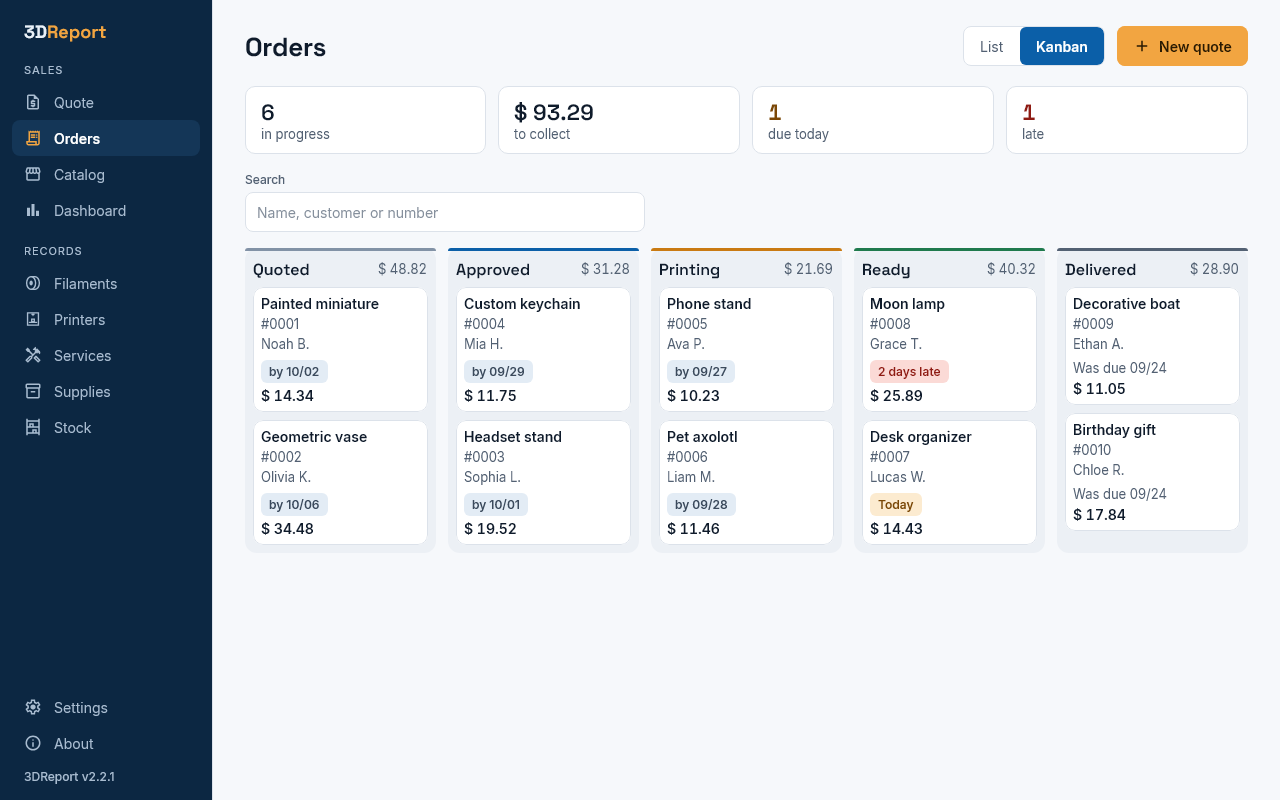 3DReport
SALES
Quote
Orders
Catalog
Dashboard
RECORDS
Filaments
Printers
Services
Supplies
Stock
Settings
About
3DReport v2.2.1
Orders
List
Kanban
New quote
6
in progress
$ 93.29
to collect
1
due today
1
late
Search
Name, customer or number
Quoted
$ 48.82
Painted miniature
#0001
Noah B.
by 10/02
$ 14.34
Geometric vase
#0002
Olivia K.
by 10/06
$ 34.48
Approved
$ 31.28
Custom keychain
#0004
Mia H.
by 09/29
$ 11.75
Headset stand
#0003
Sophia L.
by 10/01
$ 19.52
Printing
$ 21.69
Phone stand
#0005
Ava P.
by 09/27
$ 10.23
Pet axolotl
#0006
Liam M.
by 09/28
$ 11.46
Ready
$ 40.32
Moon lamp
#0008
Grace T.
2 days late
$ 25.89
Desk organizer
#0007
Lucas W.
Today
$ 14.43
Delivered
$ 28.90
Decorative boat
#0009
Ethan A.
Was due 09/24
$ 11.05
Birthday gift
#0010
Chloe R.
Was due 09/24
$ 17.84